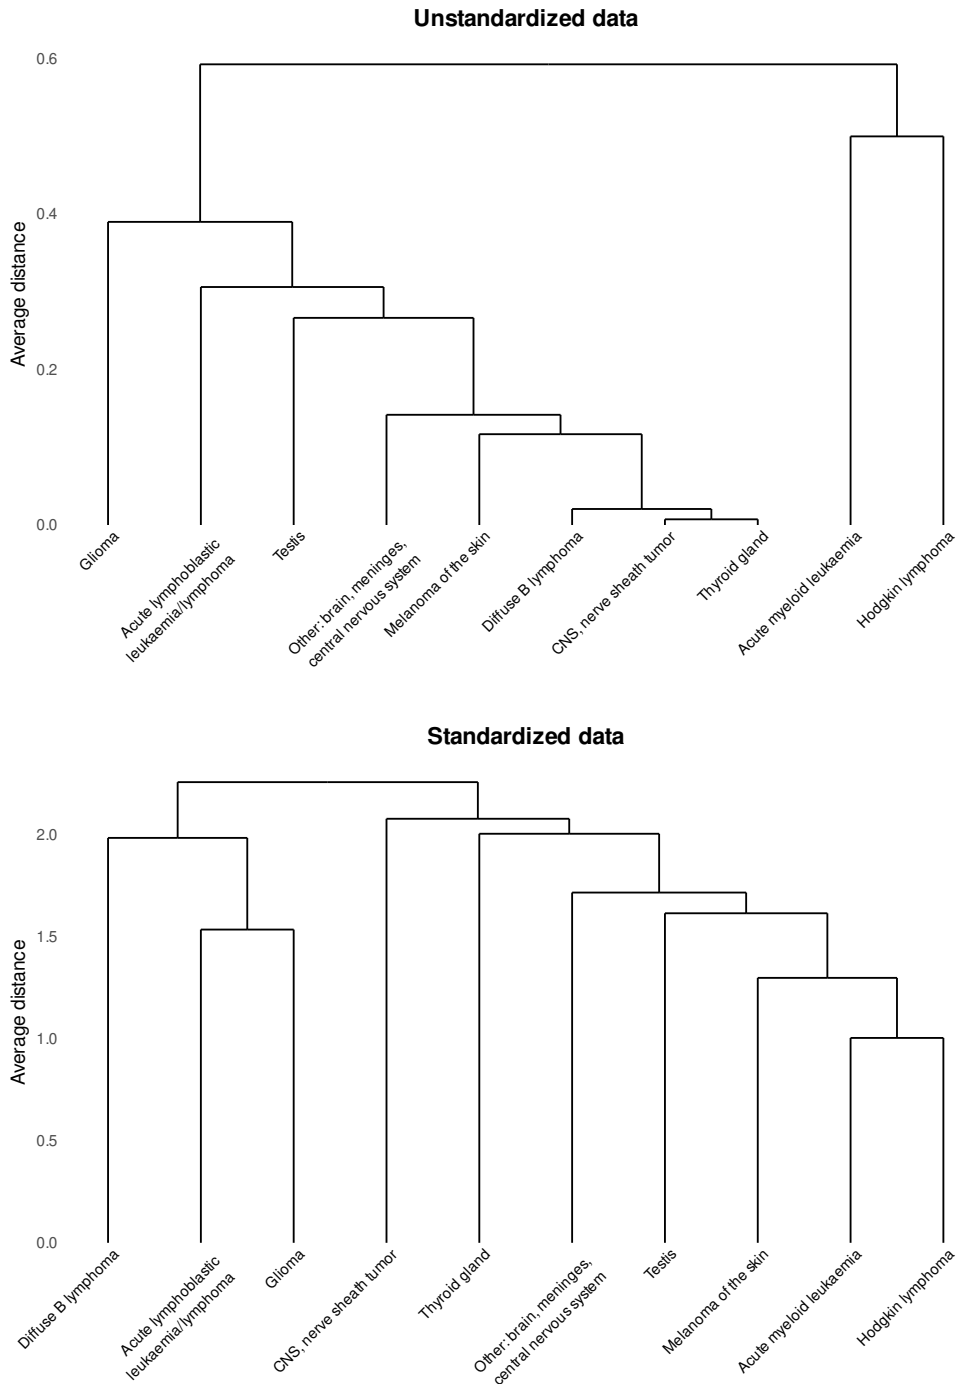 Unstandardized data
0.6
0.4
0.2
0.0
Average distance
Glioma
Acute lymphoblastic
leukaemia/lymphoma
Testis
Other: brain, meninges,
central nervous system
Melanoma of the skin
Diffuse B lymphoma
CNS, nerve sheath tumor
Thyroid gland
Acute myeloid leukaemia
Hodgkin lymphoma
Standardized data
2.0
1.5
1.0
0.5
0.0
Average distance
Diffuse B lymphoma
Acute lymphoblastic
leukaemia/lymphoma
Glioma
CNS, nerve sheath tumor
Thyroid gland
Other: brain, meninges,
central nervous system
Testis
Melanoma of the skin
Acute myeloid leukaemia
Hodgkin lymphoma